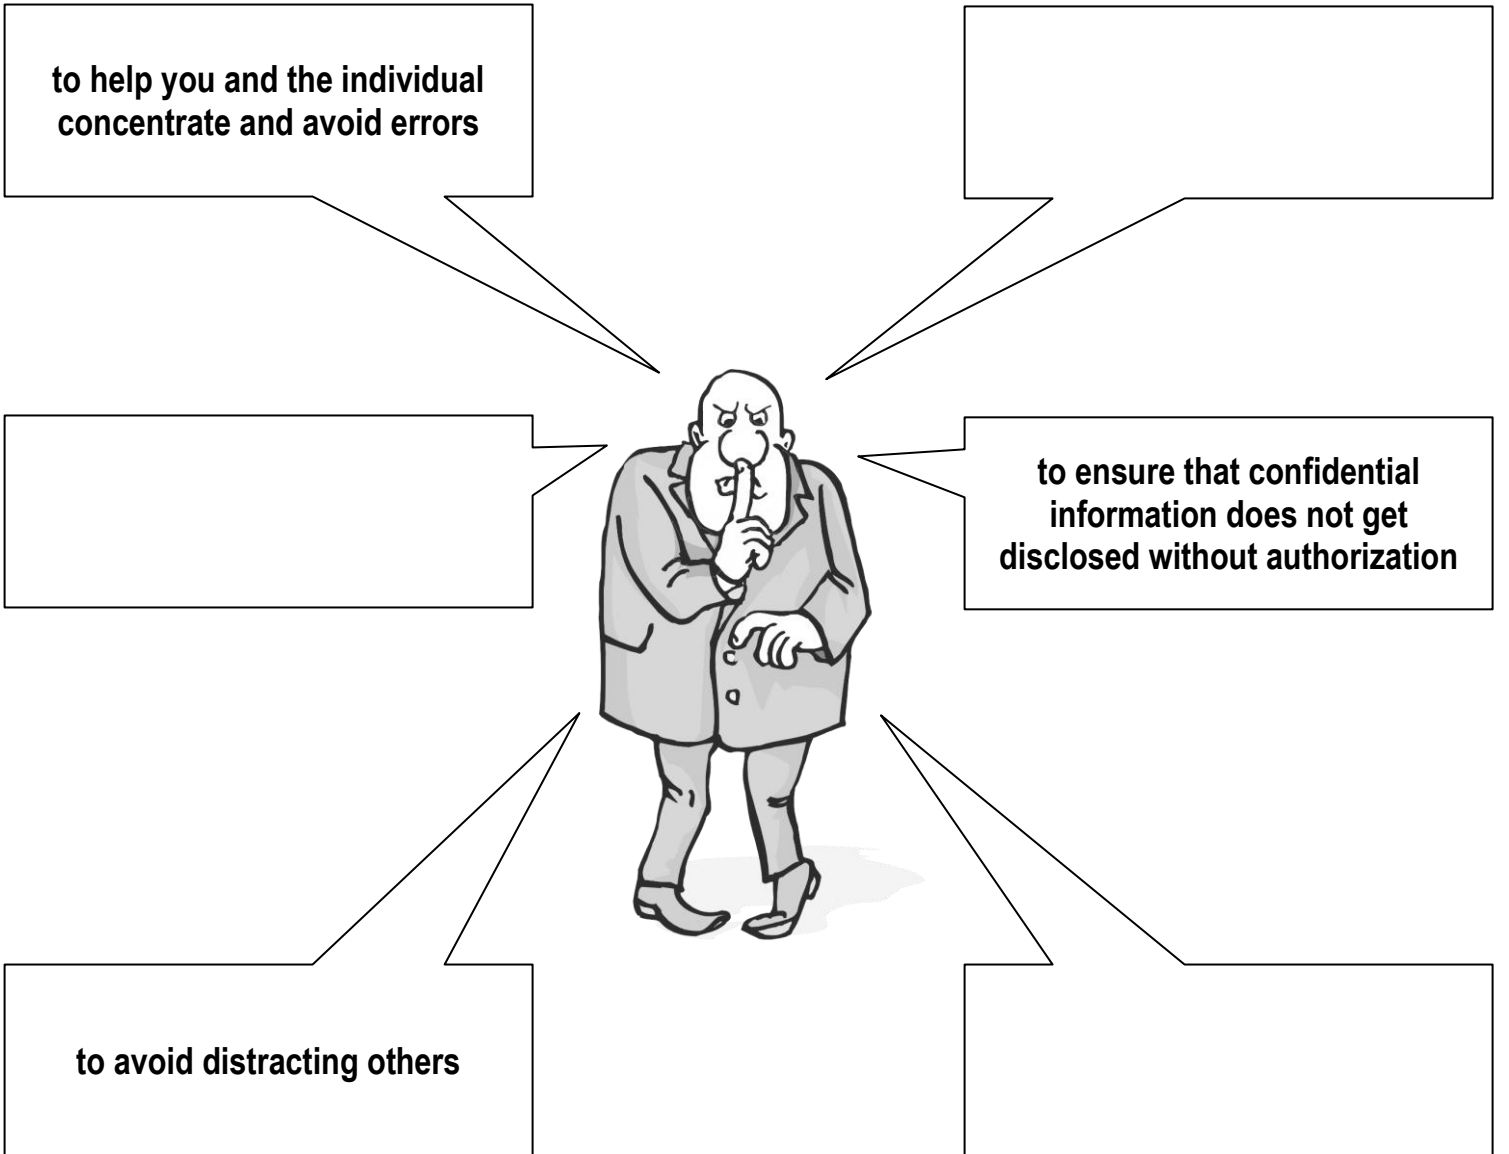 to help you and the individual
concentrate and avoid errors
to ensure that confidential
information does not get
disclosed without authorization
to avoid distracting others